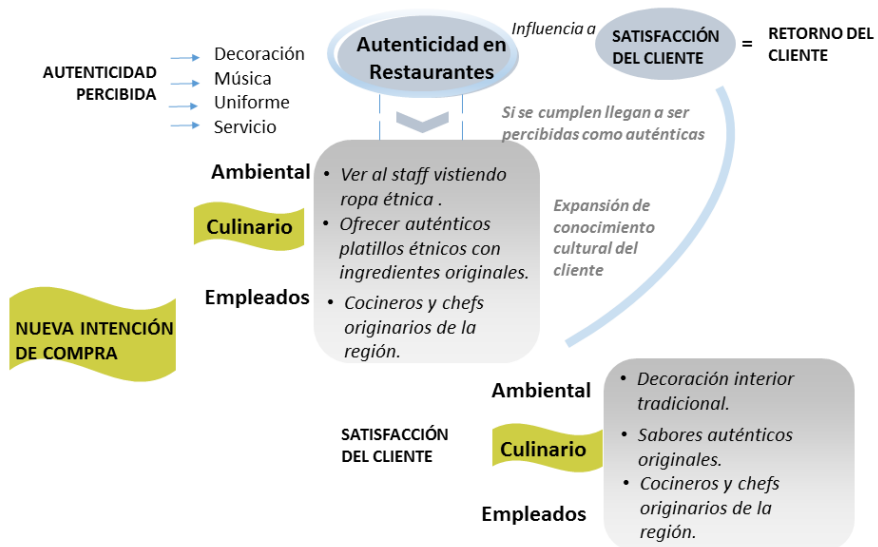 AUTENTICIDAD
PERCIBIDA
Decoración
Música
Uniforme
Servicio
Autenticidad en
Restaurantes
Influencia a
SATISFACCIÓN
DEL CLIENTE
=
RETORNO DEL
CLIENTE
Si se cumplen llegan a ser
percibidas como auténticas
Expansión de
conocimiento
cultural del
cliente
NUEVA INTENCIÓN
DE COMPRA
Ambiental
Culinario
Empleados
• Ver al staff vistiendo
ropa étnica .
• Ofrecer auténticos
platillos étnicos con
ingredientes originales.
• Cocineros y chefs
originarios de la
región.
SATISFACCIÓN
DEL CLIENTE
Ambiental
Culinario
Empleados
• Decoración interior
tradicional.
• Sabores auténticos
originales.
• Cocineros y chefs
originarios de la
región.